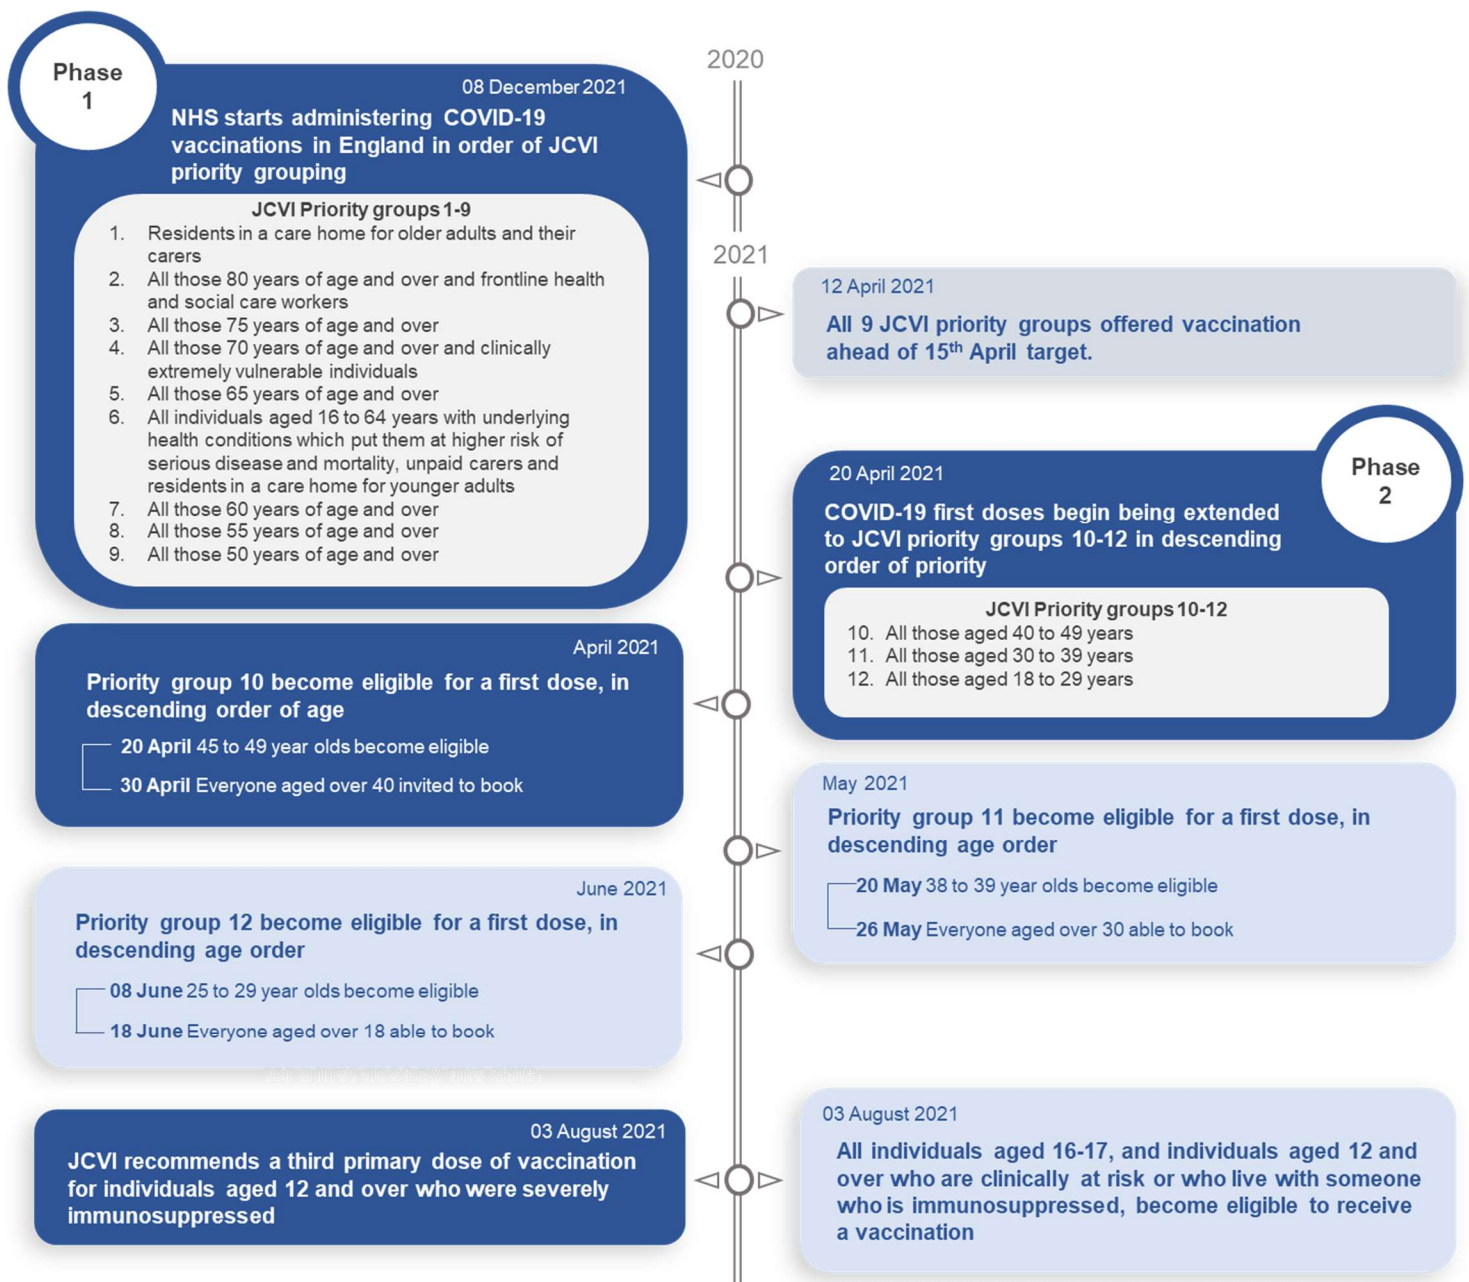 Phase
1
08 December 2021
NHS starts administering COVID-19
vaccinations in England in order of JCVI
priority grouping
JCVI Priority groups 1-9
1. Residents in a care home for older adults and their
carers
2. All those 80 years of age and over and frontline health
and social care workers
3. All those 75 years of age and over
4. All those 70 years of age and over and clinically
extremely vulnerable individuals
5. All those 65 years of age and over
6. All individuals aged 16 to 64 years with underlying
health conditions which put them at higher risk of
serious disease and mortality, unpaid carers and
residents in a care home for younger adults
7. All those 60 years of age and over
8. All those 55 years of age and over
9. All those 50 years of age and over
2020
2021
12 April 2021
All 9 JCVI priority groups offered vaccination
ahead of 15th April target.
Phase
2
20 April 2021
COVID-19 first doses begin being extended
to JCVI priority groups 10-12 in descending
order of priority
JCVI Priority groups 10-12
10. All those aged 40 to 49 years
11. All those aged 30 to 39 years
12. All those aged 18 to 29 years
April 2021
Priority group 10 become eligible for a first dose, in
descending order of age
20 April 45 to 49 year olds become eligible
30 April Everyone aged over 40 invited to book
May 2021
Priority group 11 become eligible for a first dose, in
descending age order
20 May 38 to 39 year olds become eligible
26 May Everyone aged over 30 able to book
June 2021
Priority group 12 become eligible for a first dose, in
descending age order
08 June 25 to 29 year olds become eligible
18 June Everyone aged over 18 able to book
03 August 2021
JCVI recommends a third primary dose of vaccination
for individuals aged 12 and over who were severely
immunosuppressed
03 August 2021
All individuals aged 16-17, and individuals aged 12 and
over who are clinically at risk or who live with someone
who is immunosuppressed, become eligible to receive
a vaccination